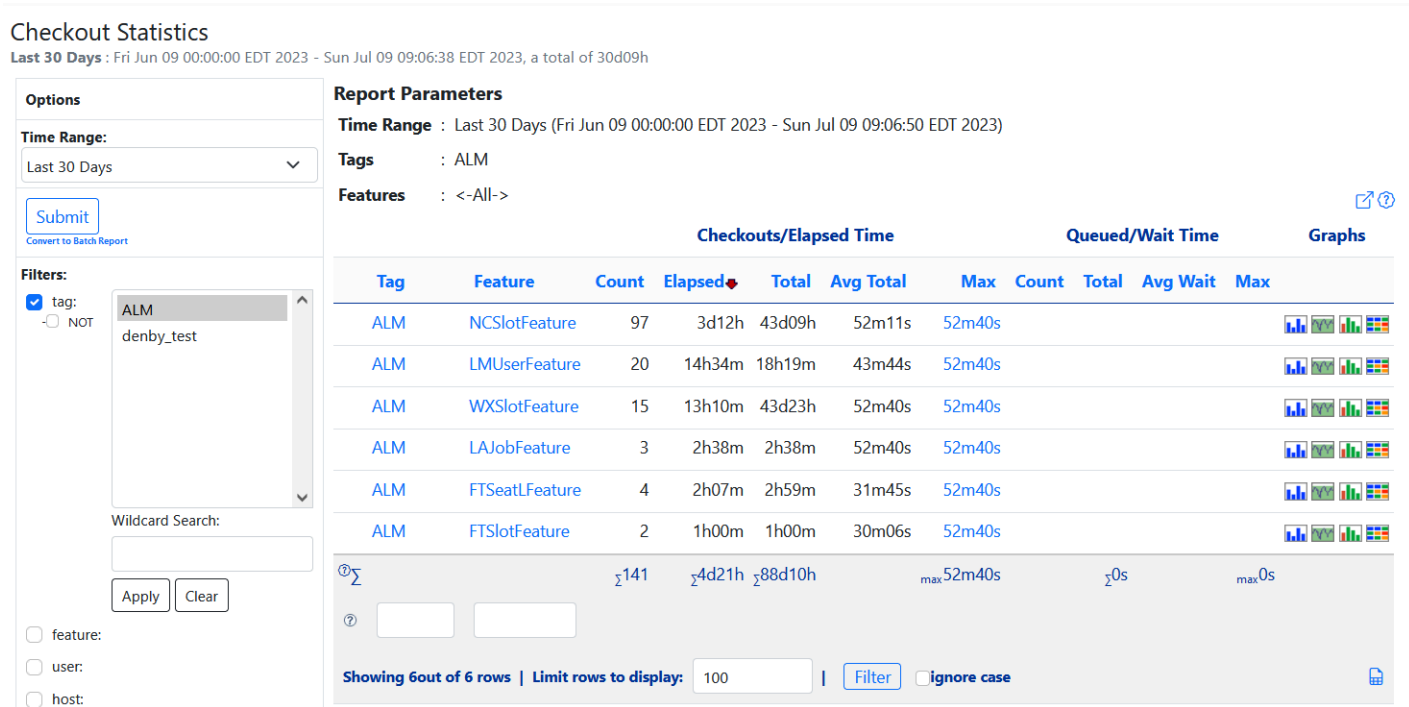 Checkout Statistics
Last 30 Days : Fri Jun 09 00:00:00 EDT 2023 - Sun Jul 09 09:06:38 EDT 2023, a total of 30d09h
Options
Time Range:
Last 30 Days
Submit
Convert to Batch Report
Filters:
tag:
NOT
ALM
denby_test
Wildcard Search:
Apply Clear
feature:
user:
host:
Report Parameters
Time Range : Last 30 Days (Fri Jun 09 00:00:00 EDT 2023 - Sun Jul 09 09:06:50 EDT 2023)
Tags : ALM
Features : <-All->
Checkouts/Elapsed Time Queued/Wait Time Graphs
Tag Feature Count Elapsed Total Avg Total Max Count Total Avg Wait Max
ALM NCSlotFeature 97 3d12h 43d09h 52m11s 52m40s
ALM LMUserFeature 20 14h34m 18h19m 43m44s 52m40s
ALM WXSlotFeature 15 13h10m 43d23h 52m40s 52m40s
ALM LAJobFeature 3 2h38m 2h38m 52m40s 52m40s
ALM FTSeatLFeature 4 2h07m 2h59m 31m45s 52m40s
ALM FTSlotFeature 2 1h00m 1h00m 30m06s 52m40s
?∑ ∑141 ∑4d21h ∑88d10h max52m40s ∑0s max0s
?
Showing 6out of 6 rows | Limit rows to display: 100 | Filter ignore case